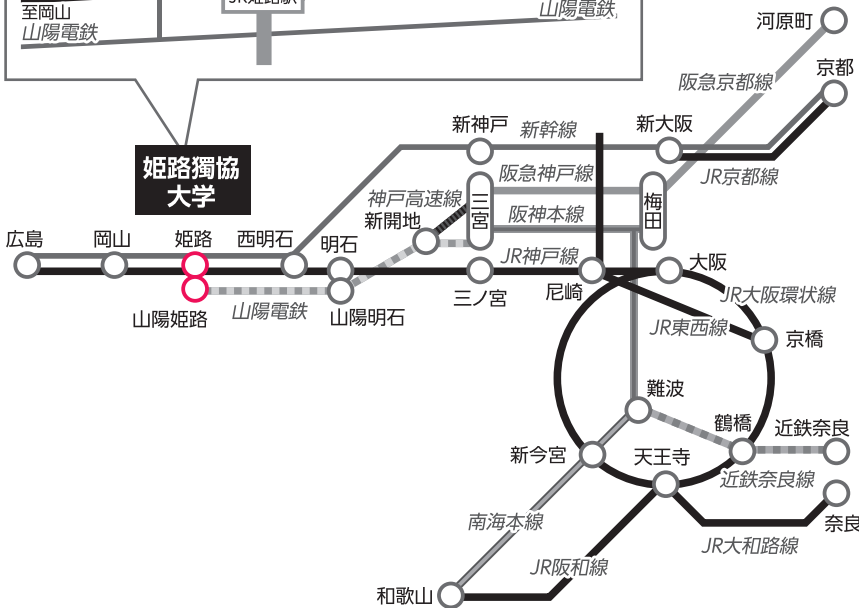 至岡山
山陽電鉄
JR姫路駅
山陽電鉄
河原町
阪急京都線
京都
新神戸
新幹線
新大阪
JR京都線
姫路獨協
大学
阪急神戸線
神戸高速線
三宮
梅田
新開地
阪神本線
広島
岡山
姫路
西明石
明石
JR神戸線
大阪
三ノ宮
尼崎
JR大阪環状線
山陽姫路
山陽電鉄
山陽明石
JR東西線
京橋
難波
鶴橋
近鉄奈良
新今宮
天王寺
近鉄奈良線
南海本線
奈良
JR大和路線
JR阪和線
和歌山